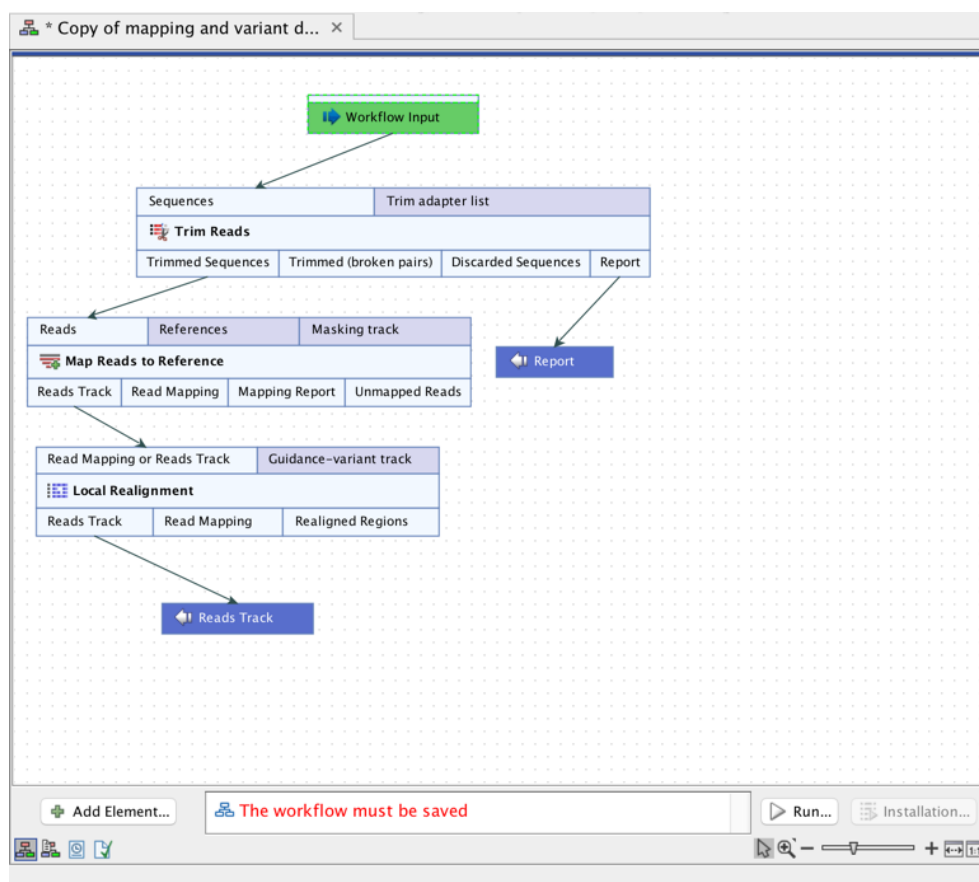 * Copy of mapping and variant d... ×
Workflow Input
Sequences Trim adapter list
Trim Reads
Trimmed Sequences Trimmed (broken pairs) Discarded Sequences Report
Reads References Masking track
Map Reads to Reference
Report
Reads Track Read Mapping Mapping Report Unmapped Reads
Read Mapping or Reads Track Guidance-variant track
Local Realignment
Reads Track Read Mapping Realigned Regions
Reads Track
Add Element... The workflow must be saved Run... Installation...